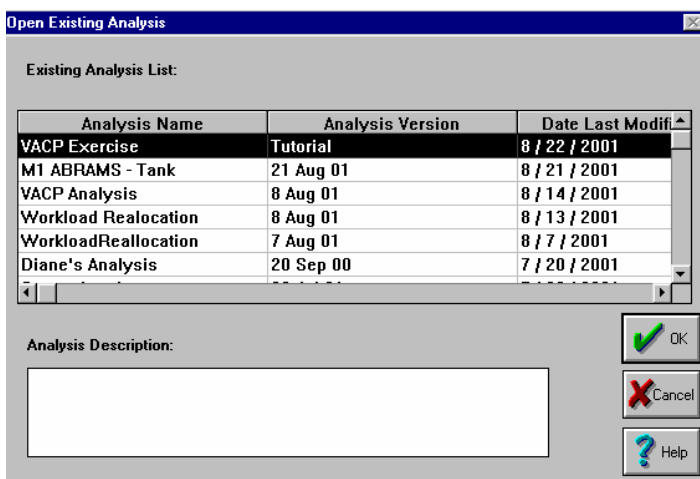 Open Existing Analysis
Existing Analysis List:
Analysis Name Analysis Version Date Last Modifi
VACP Exercise Tutorial 8 / 22 / 2001
M1 ABRAMS - Tank 21 Aug 01 8 / 21 / 2001
VACP Analysis 8 Aug 01 8 / 14 / 2001
Workload Realocation 8 Aug 01 8 / 13 / 2001
WorkloadReallocation 7 Aug 01 8 / 7 / 2001
Diane's Analysis 20 Sep 00 7 / 20 / 2001
Analysis Description:
OK
Cancel
Help